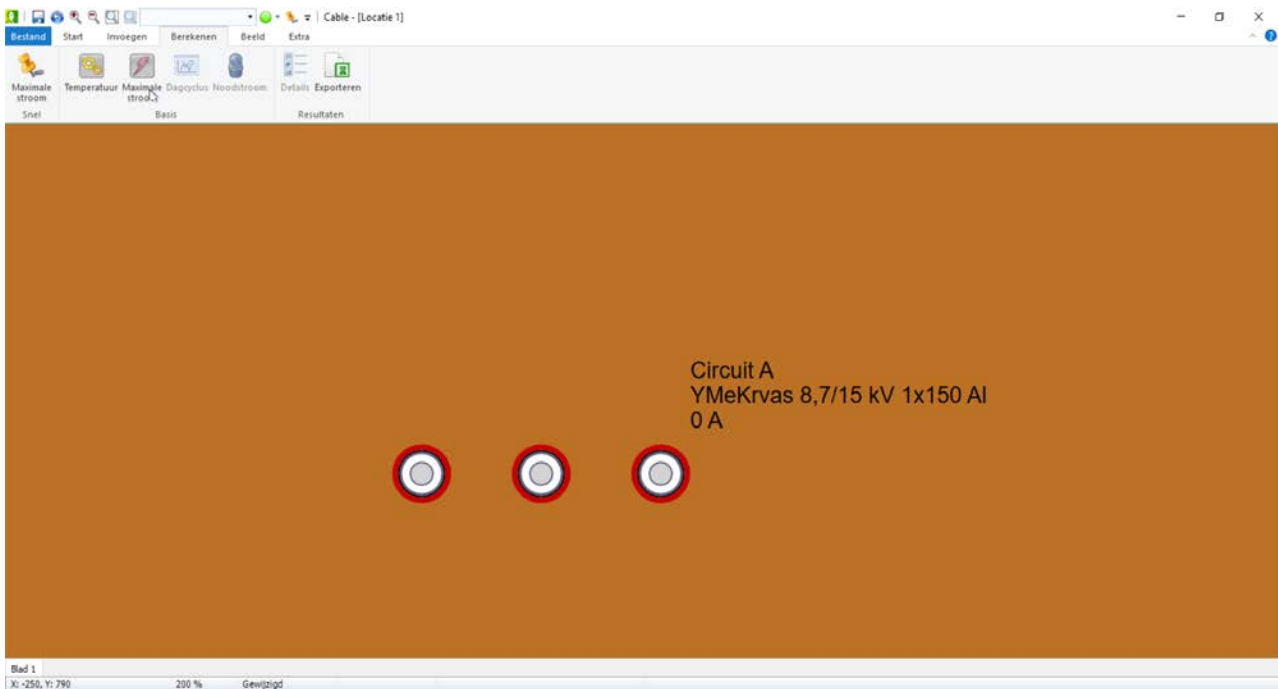 Cable - [Locatie 1]
Bestand Start Invoegen Berekenen Beeld Extra
Maximale stroom
Temperatuur
Maximale stroom
Dagcyclus
Noodstroom
Details
Exporteren
Snel
Basis
Resultaten
Circuit A
YMeKrvas 8,7/15 kV 1x150 Al
0 A
Blad 1
X: -250, Y: 790 200 % Gewijzigd